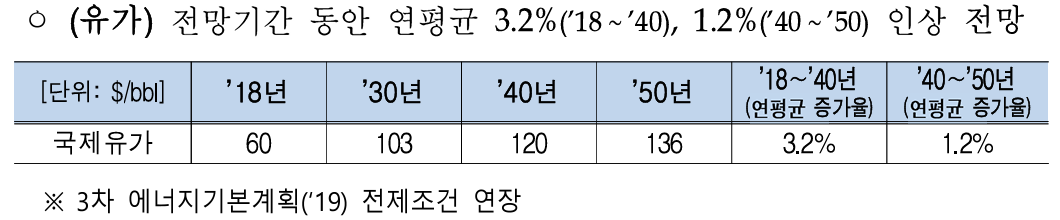 ○ (유가) 전망기간 동안 연평균 3.2%('18~'40), 1.2%('40~'50) 인상 전망
[단위: $/bbl] '18년 '30년 '40년 '50년 '18~'40년 (연평균 증가율) '40~'50년 (연평균 증가율)
국제유가 60 103 120 136 3.2% 1.2%
※ 3차 에너지기본계획('19) 전제조건 연장